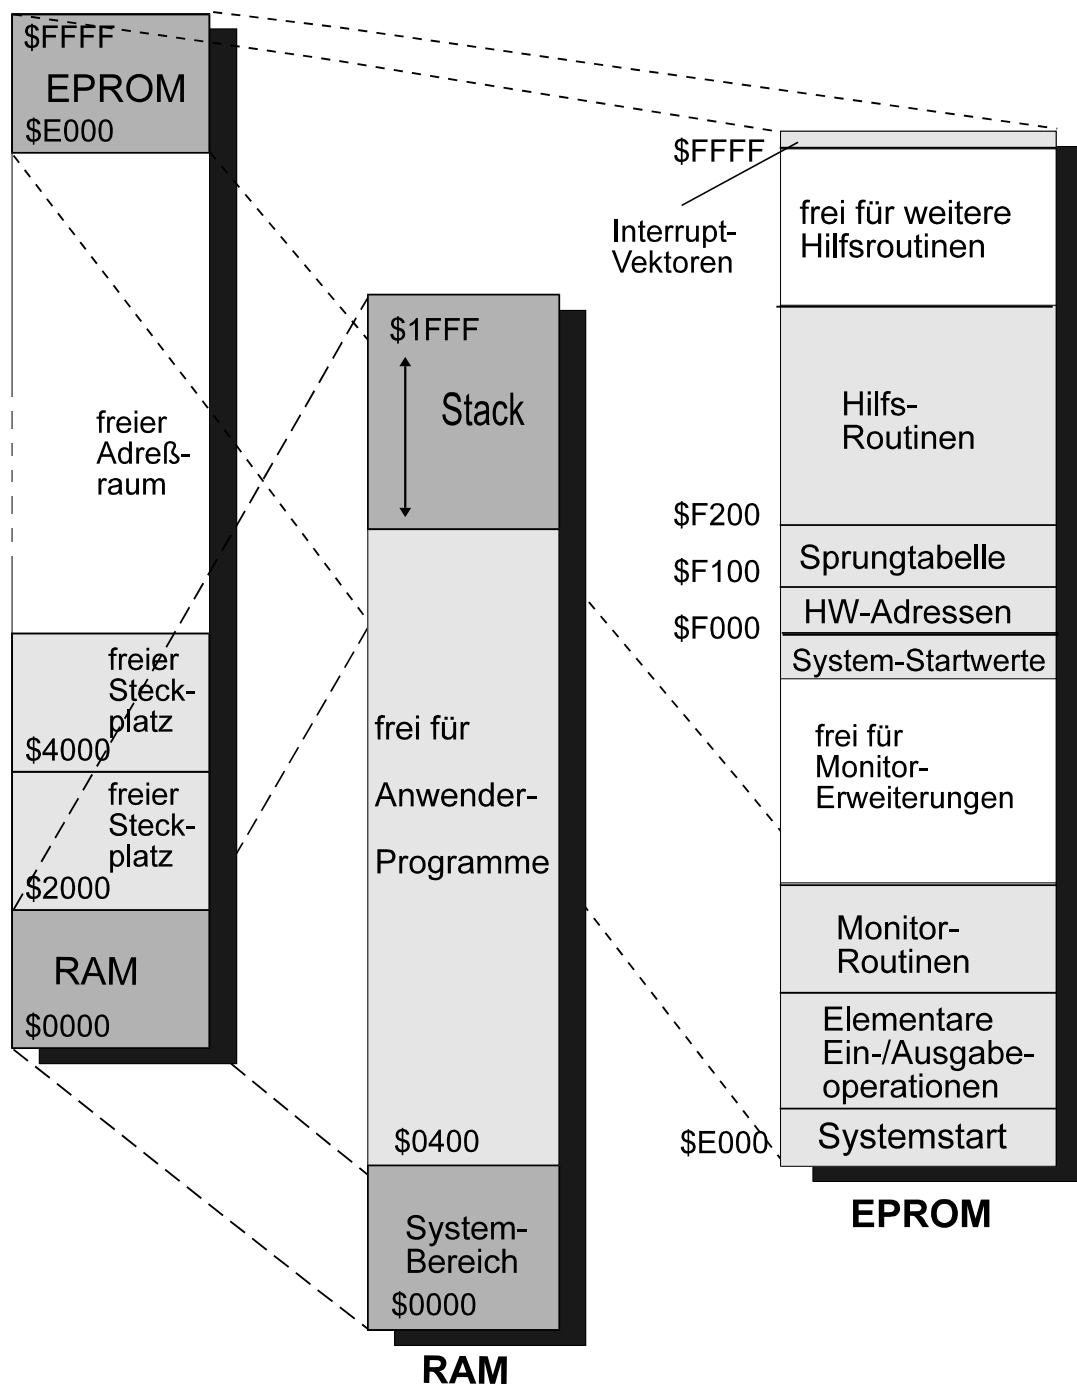 $FFFF
EPROM
$E000
freier
Adreß-
raum
freier
Steck-
platz
$4000
freier
Steck-
platz
$2000
RAM
$0000
$1FFF
Stack
frei für
Anwender-
Programme
$0400
System-
Bereich
$0000
RAM
$FFFF
Interrupt-
Vektoren
frei für weitere
Hilfsroutinen
Hilfs-
Routinen
$F200
Sprungtabelle
$F100
HW-Adressen
$F000
System-Startwerte
frei für
Monitor-
Erweiterungen
Monitor-
Routinen
Elementare
Ein-/Ausgabe-
operationen
$E000
Systemstart
EPROM